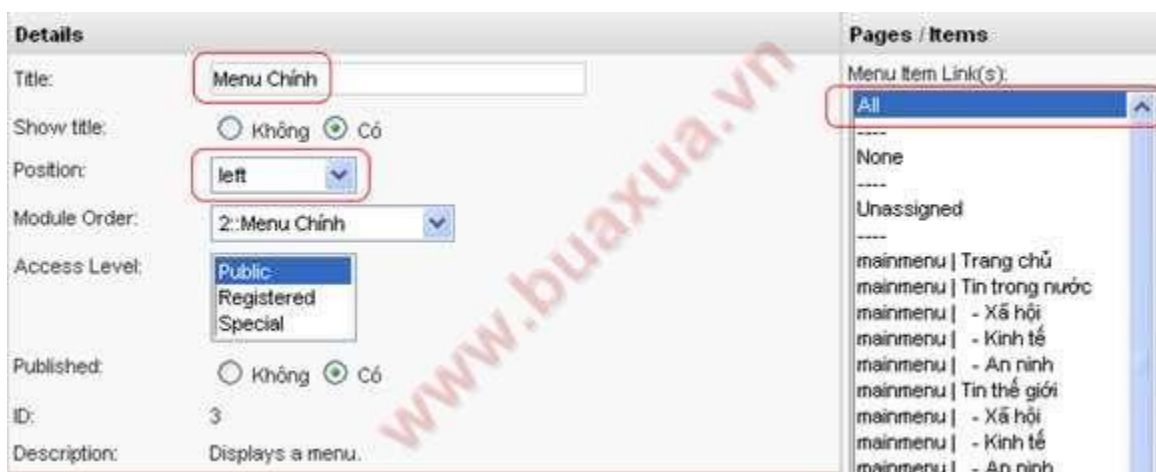 Details
Title: Menu Chính
Show title: Không Có
Position: left
Module Order: 2::Menu Chính
Access Level: Public
Registered
Special
Published: Không Có
ID: 3
Description: Displays a menu.
Pages / Items
Menu Item Link(s):
All
----
None
----
Unassigned
----
mainmenu | Trang chủ
mainmenu | Tin trong nước
mainmenu | - Xã hội
mainmenu | - Kinh tế
mainmenu | - An ninh
mainmenu | Tin thế giới
mainmenu | - Xã hội
mainmenu | - Kinh tế
mainmenu | - An ninh
www.buaxua.vn